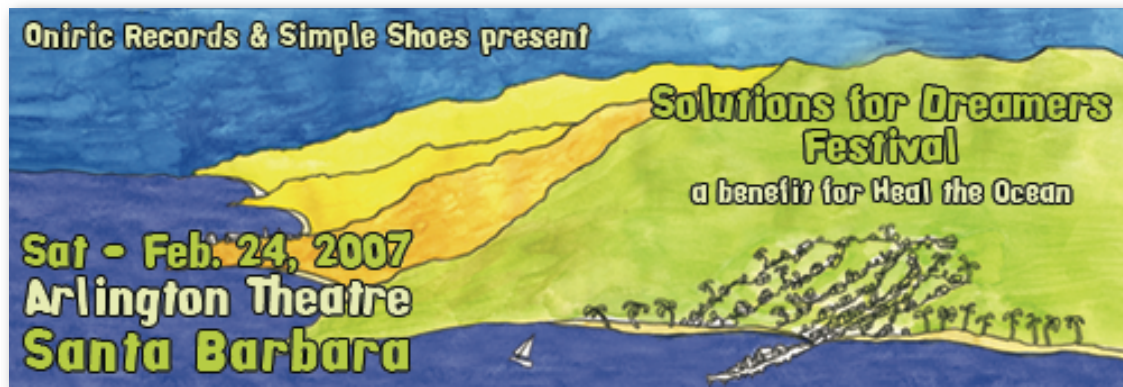 Oniric Records & Simple Shoes present
Solutions for Dreamers
Festival
a benefit for Heal the Ocean
Sat - Feb. 24, 2007
Arlington Theatre
Santa Barbara